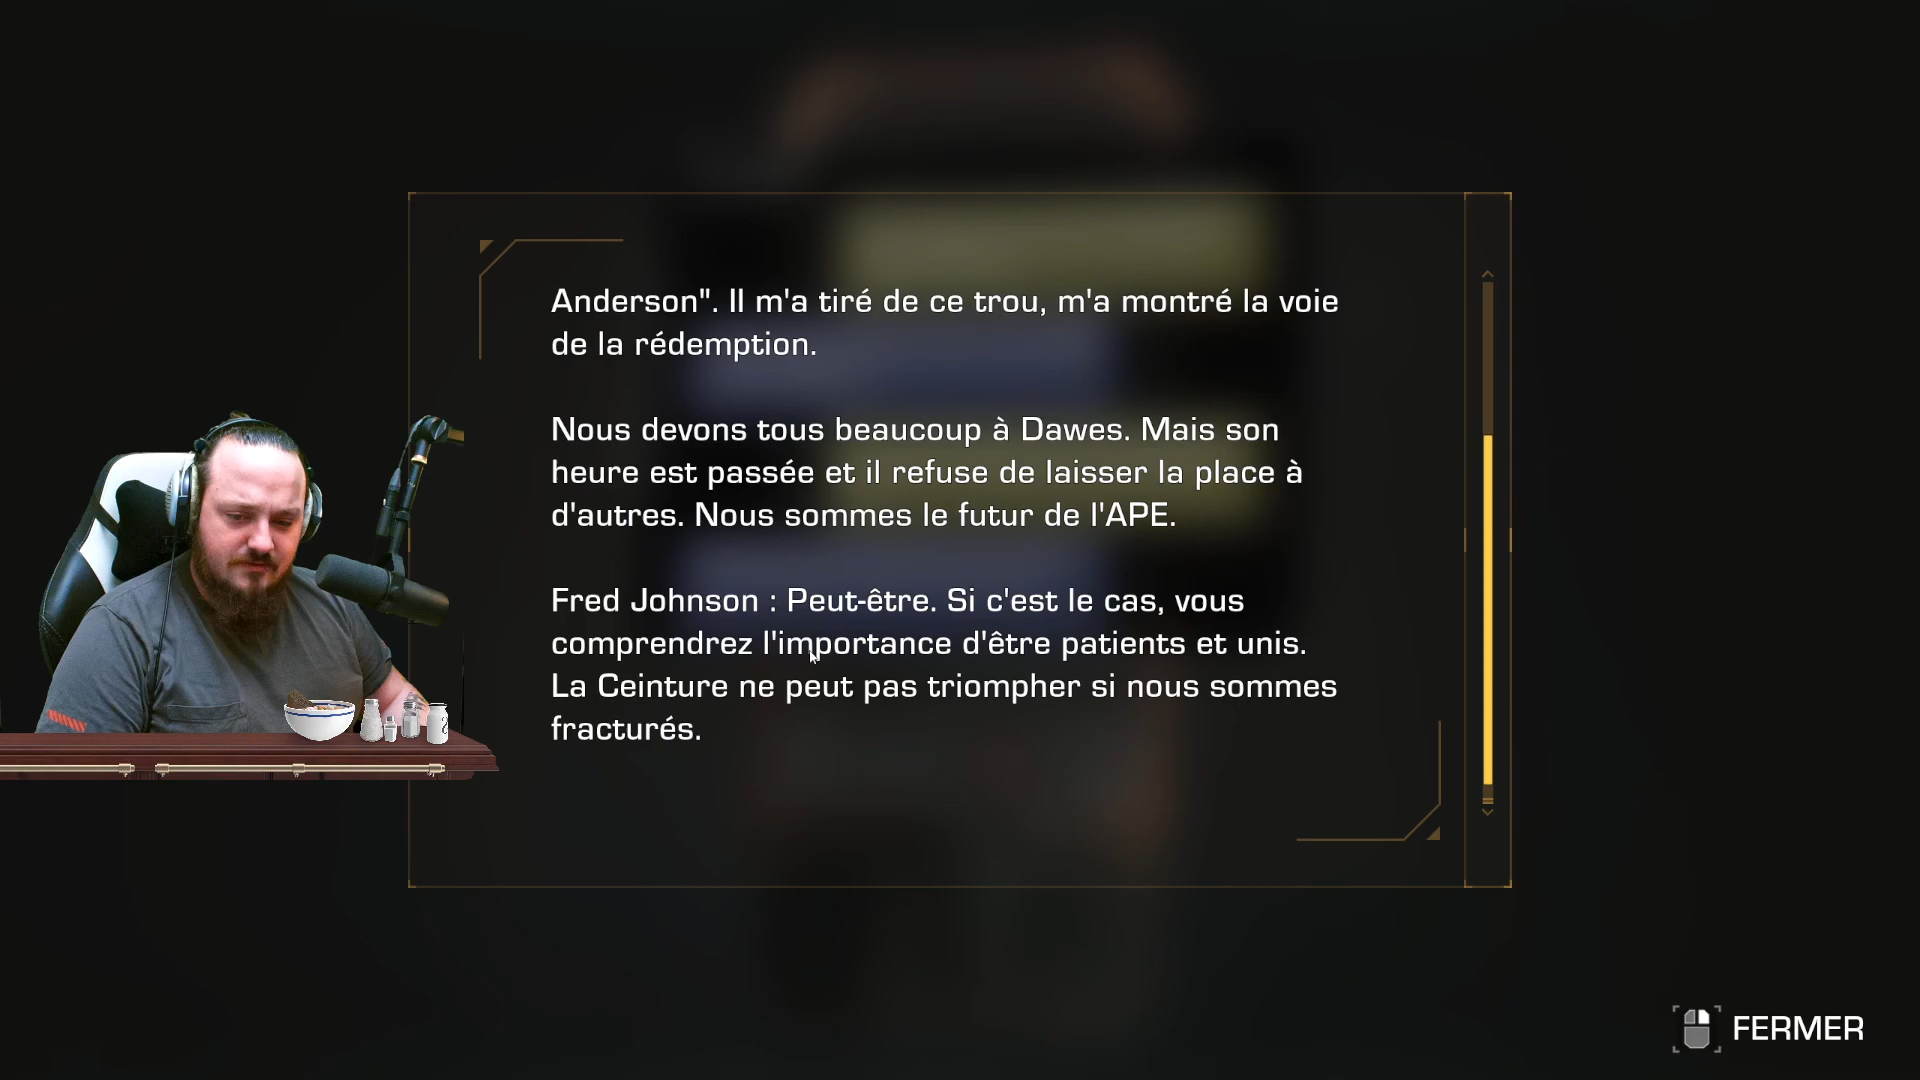 Anderson". Il m'a tiré de ce trou, m'a montré la voie
de la rédemption.
Nous devons tous beaucoup à Dawes. Mais son
heure est passée et il refuse de laisser la place à
d'autres. Nous sommes le futur de l'APE.
Fred Johnson : Peut-être. Si c'est le cas, vous
comprendrez l'importance d'être patients et unis.
La Ceinture ne peut pas triompher si nous sommes
fracturés.
FERMER